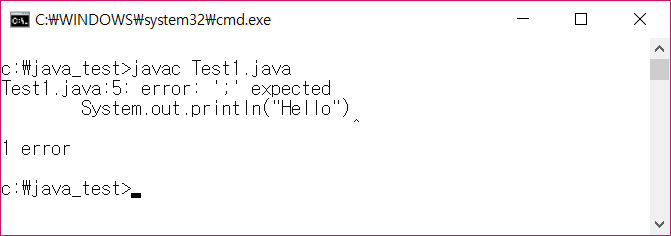 C:₩WINDOWS₩system32₩cmd.exe
c:₩java_test>javac Test1.java
Test1.java:5: error: ';' expected
        System.out.println("Hello")
                                   ^
1 error
c:₩java_test>